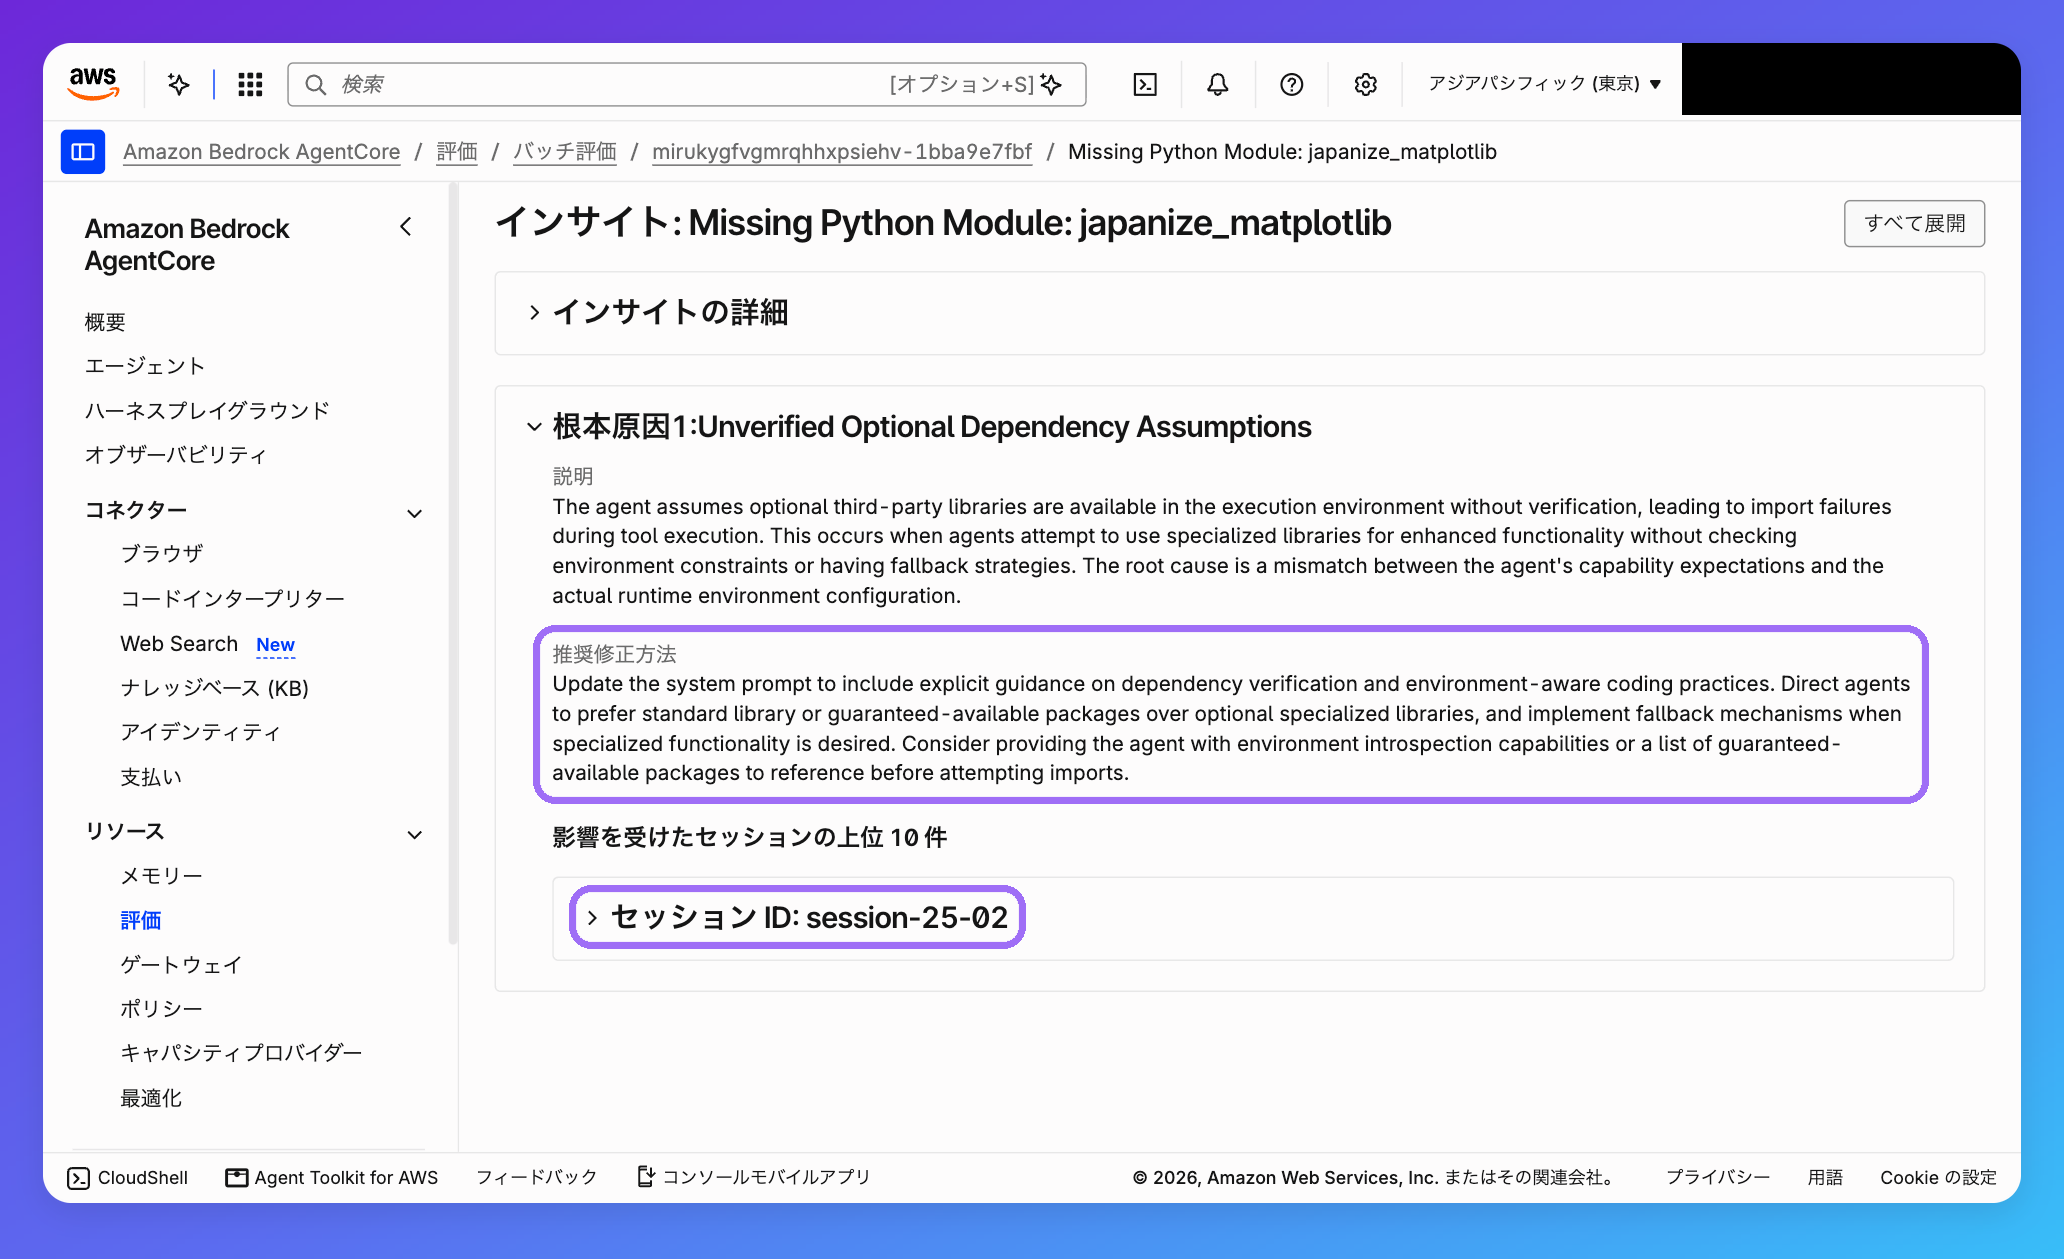 aws
検索
[オプション+S]
アジアパシフィック (東京) ▼
Amazon Bedrock AgentCore / 評価 / バッチ評価 / mirukygfvgmrqhhxpsiehv-1bba9e7fbf / Missing Python Module: japanize_matplotlib
Amazon Bedrock
AgentCore
概要
エージェント
ハーネスプレイグラウンド
オブザーバビリティ
コネクター
ブラウザ
コードインタープリター
Web Search New
ナレッジベース (KB)
アイデンティティ
支払い
リソース
メモリー
評価
ゲートウェイ
ポリシー
キャパシティプロバイダー
最適化
インサイト: Missing Python Module: japanize_matplotlib
すべて展開
インサイトの詳細
根本原因1:Unverified Optional Dependency Assumptions
説明
The agent assumes optional third-party libraries are available in the execution environment without verification, leading to import failures
during tool execution. This occurs when agents attempt to use specialized libraries for enhanced functionality without checking
environment constraints or having fallback strategies. The root cause is a mismatch between the agent's capability expectations and the
actual runtime environment configuration.
推奨修正方法
Update the system prompt to include explicit guidance on dependency verification and environment-aware coding practices. Direct agents
to prefer standard library or guaranteed-available packages over optional specialized libraries, and implement fallback mechanisms when
specialized functionality is desired. Consider providing the agent with environment introspection capabilities or a list of guaranteed-
available packages to reference before attempting imports.
影響を受けたセッションの上位 10 件
セッション ID: session-25-02
CloudShell
Agent Toolkit for AWS
フィードバック
コンソールモバイルアプリ
© 2026, Amazon Web Services, Inc. またはその関連会社。
プライバシー
用語
Cookie の設定